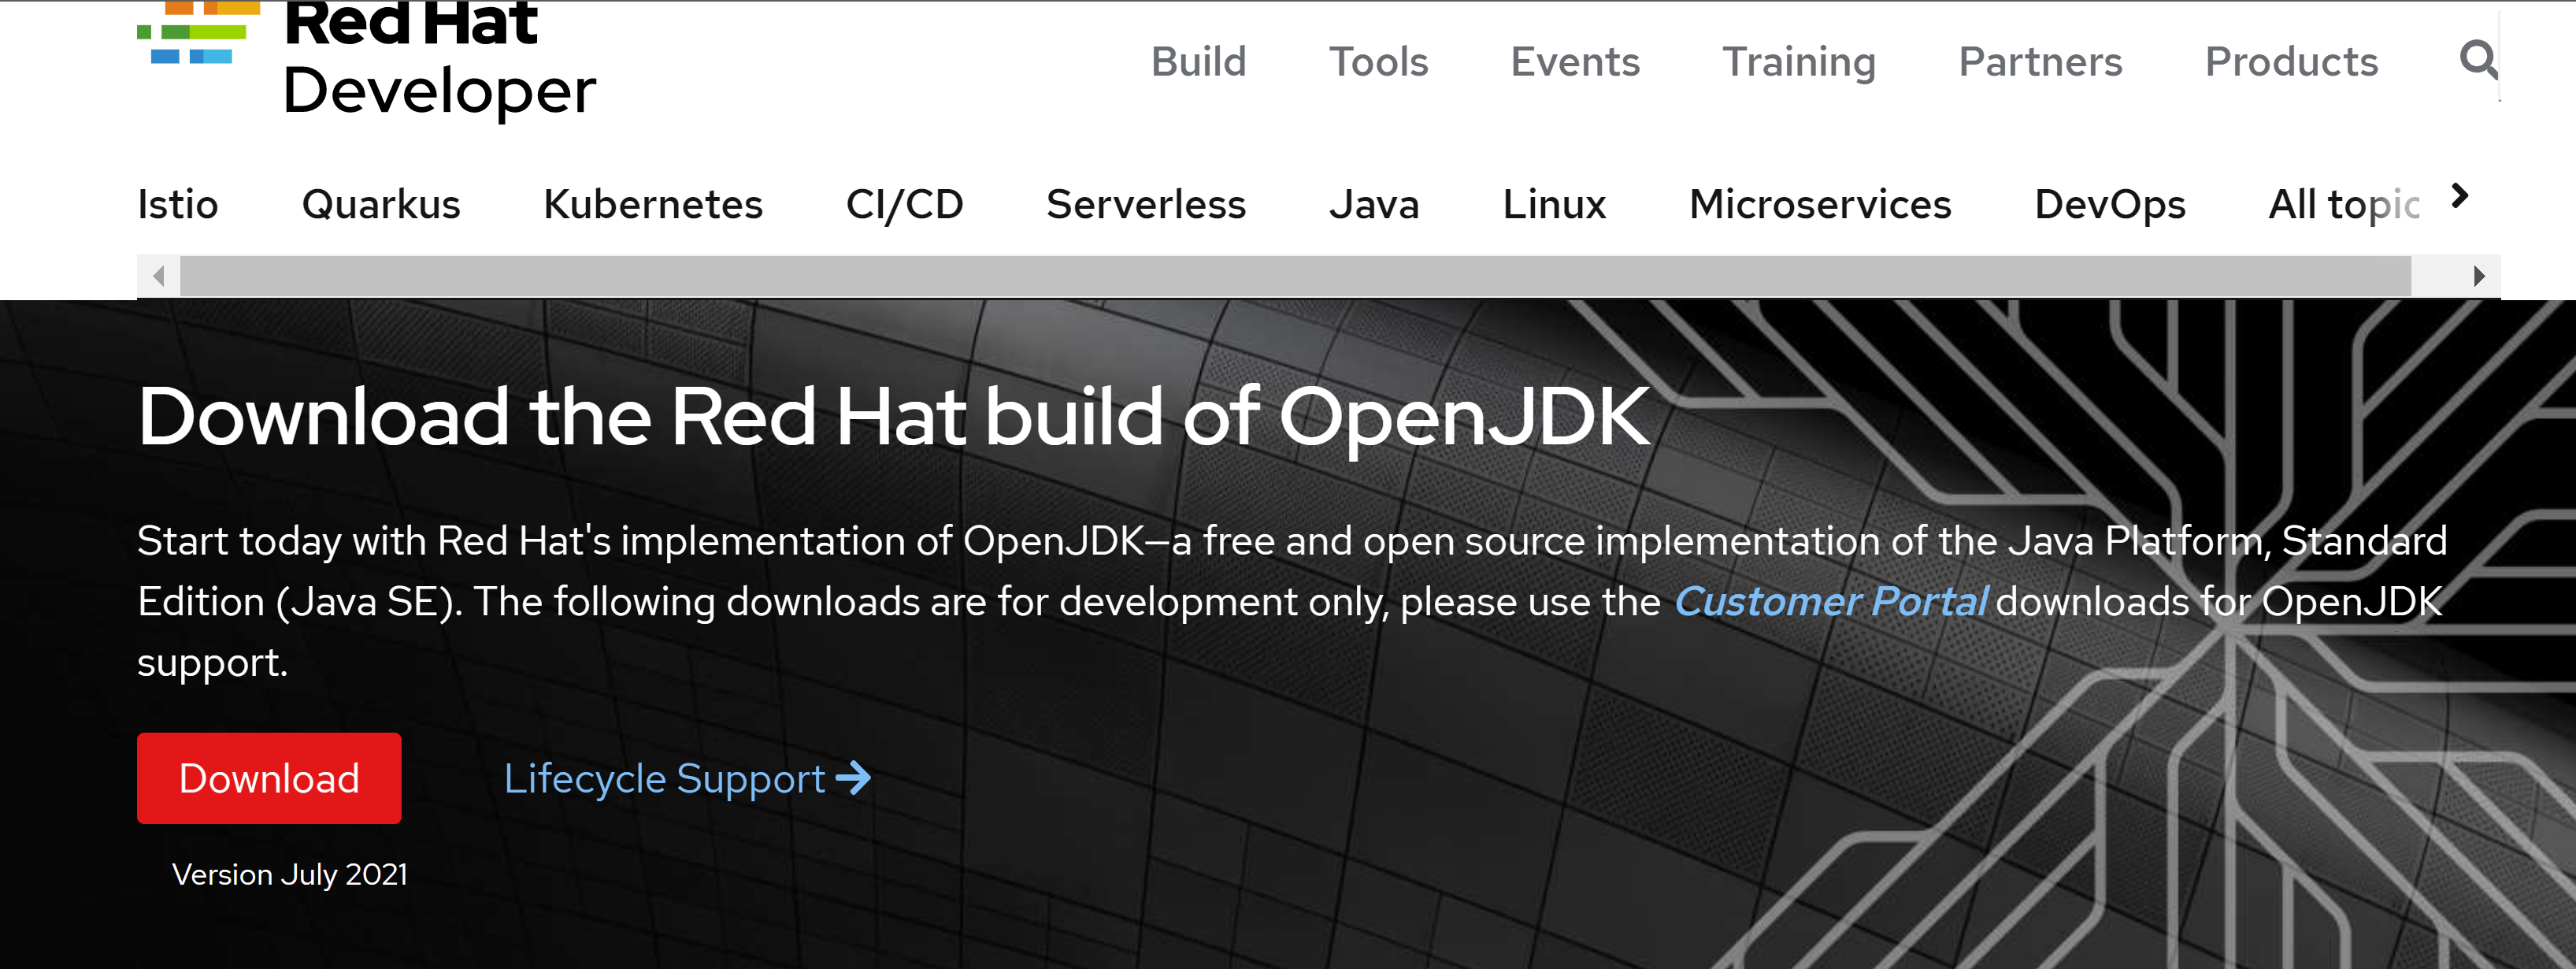 Red Hat
Developer
Build Tools Events Training Partners Products
Istio Quarkus Kubernetes CI/CD Serverless Java Linux Microservices DevOps All topic
Download the Red Hat build of OpenJDK
Start today with Red Hat's implementation of OpenJDK—a free and open source implementation of the Java Platform, Standard
Edition (Java SE). The following downloads are for development only, please use the Customer Portal downloads for OpenJDK
support.
Download Lifecycle Support
Version July 2021